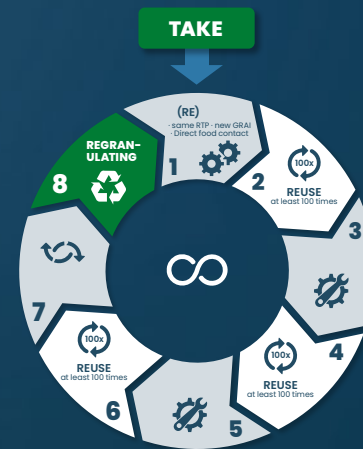 TAKE
(RE)
· same RTP · new GRAI
· Direct food contact
1
100x
2
REUSE
at least 100 times
3
4
100x
REUSE
at least 100 times
5
6
100x
REUSE
at least 100 times
7
8
REGRAN-
ULATING